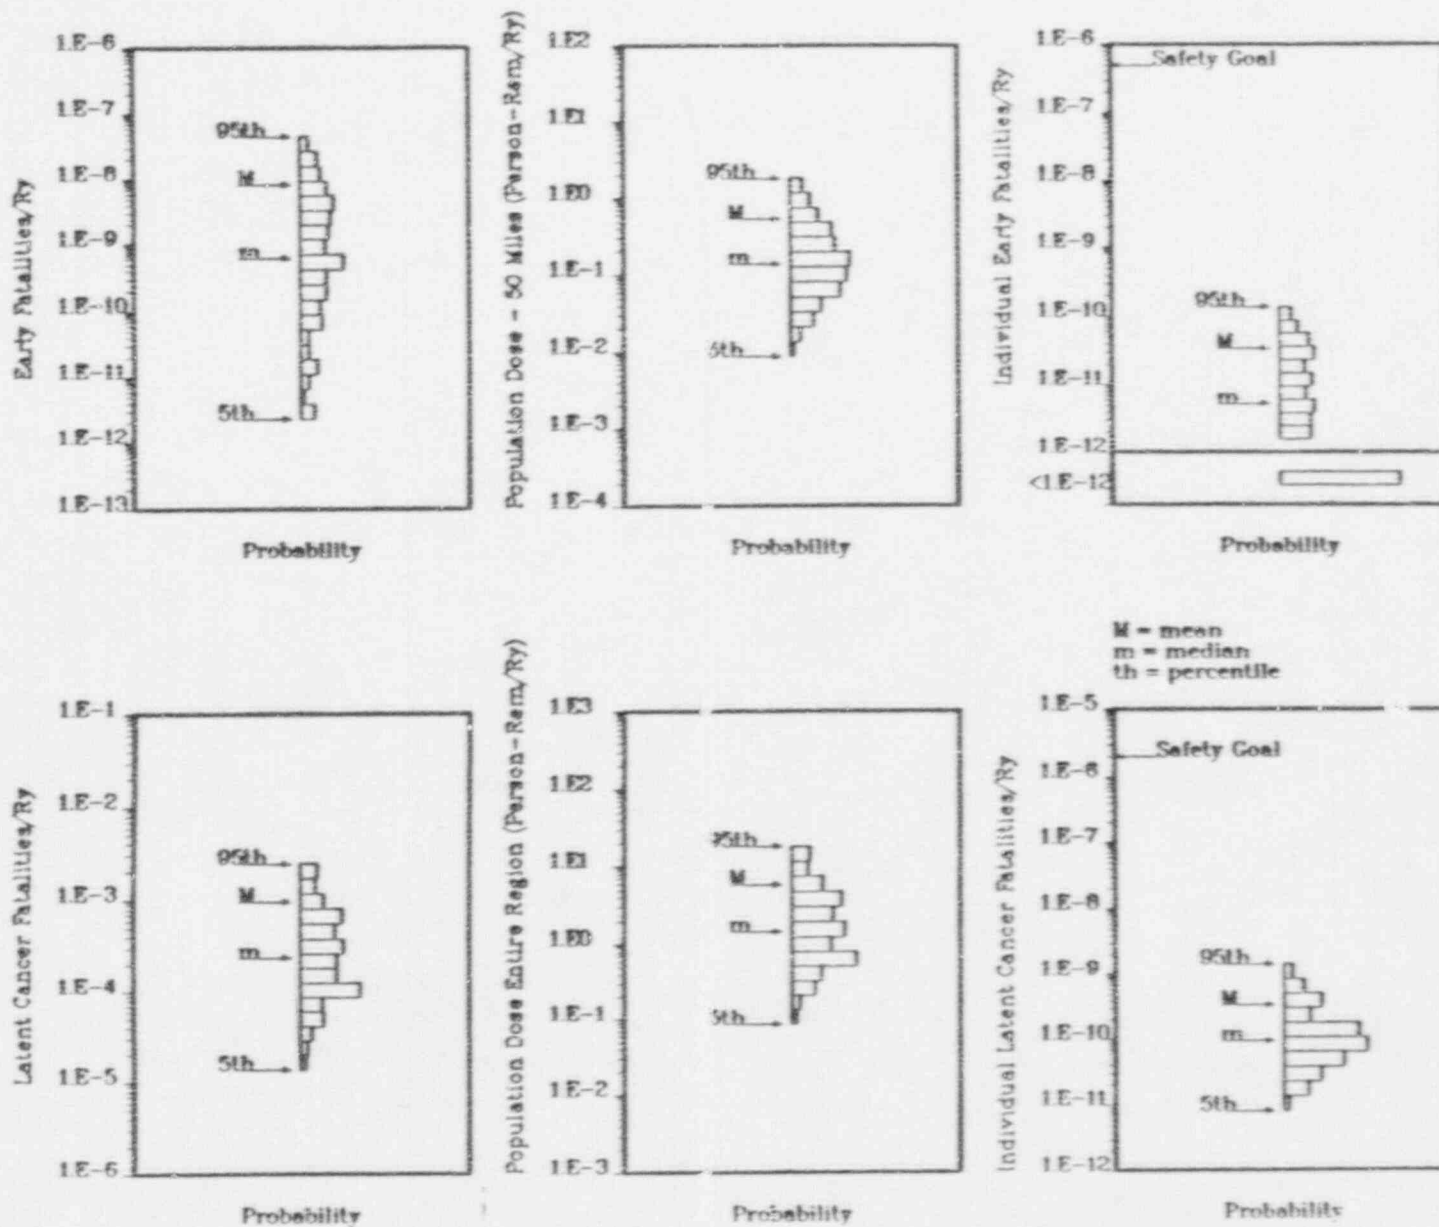 Early Fatalities/Ry
1.E-6
1.E-7
1.E-8
1.E-9
1.E-10
1.E-11
1.E-12
1.E-13
95th
M
m
5th
Probability
Population Dose - 50 Miles (Person-Rem/Ry)
1.E2
1.E1
1.E0
1.E-1
1.E-2
1.E-3
1.E-4
95th
M
m
5th
Probability
Individual Early Fatalities/Ry
1.E-6
1.E-7
1.E-8
1.E-9
1.E-10
1.E-11
1.E-12
<1.E-12
Safety Goal
95th
M
m
Probability
M = mean
m = median
th = percentile
Latent Cancer Fatalities/Ry
1.E-1
1.E-2
1.E-3
1.E-4
1.E-5
1.E-6
95th
M
m
5th
Probability
Population Dose Entire Region (Person-Rem/Ry)
1.E3
1.E2
1.E1
1.E0
1.E-1
1.E-2
1.E-3
95th
M
m
5th
Probability
Individual Latent Cancer Fatalities/Ry
1.E-5
1.E-6
1.E-7
1.E-8
1.E-9
1.E-10
1.E-11
1.E-12
Safety Goal
95th
M
m
5th
Probability